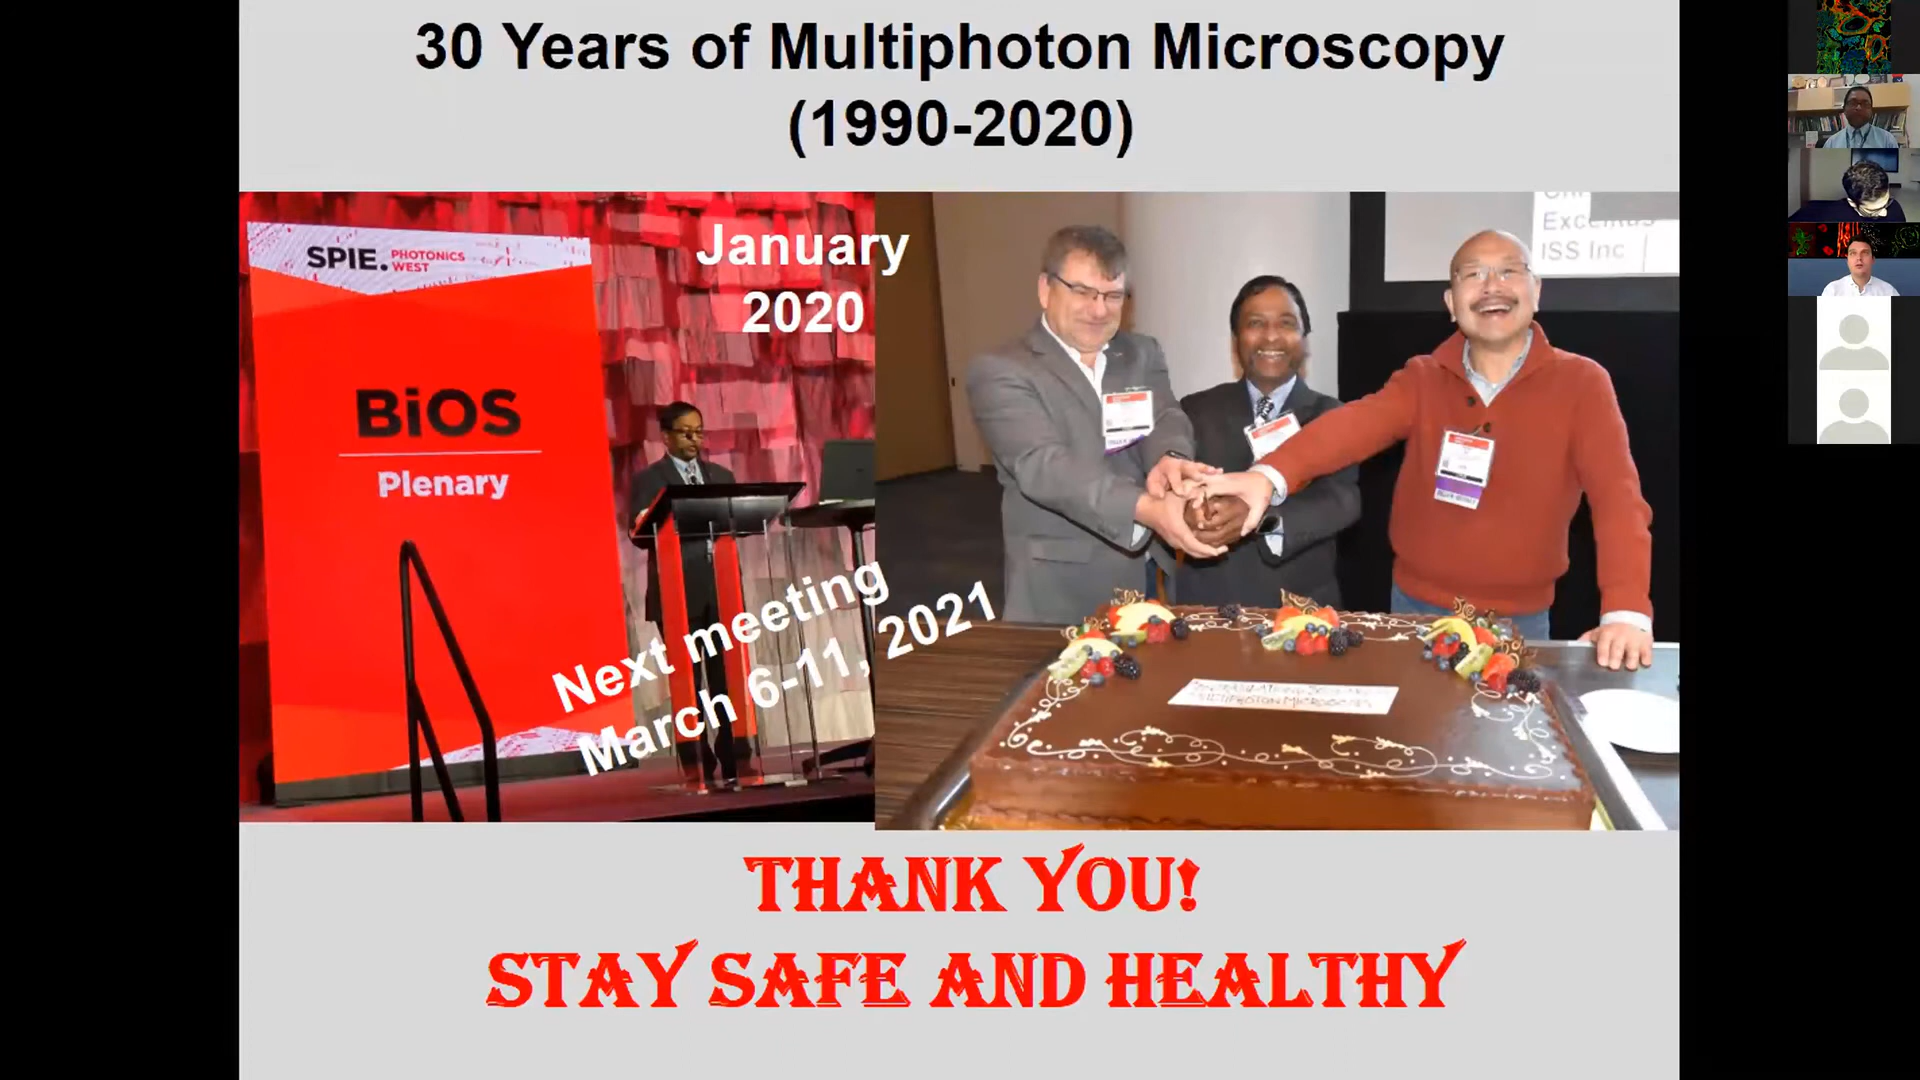 30 Years of Multiphoton Microscopy
(1990-2020)
SPIE. PHOTONICS
WEST
January
2020
BiOS
Plenary
Next meeting
March 6-11, 2021
ISS Inc
THANK YOU!
STAY SAFE AND HEALTHY